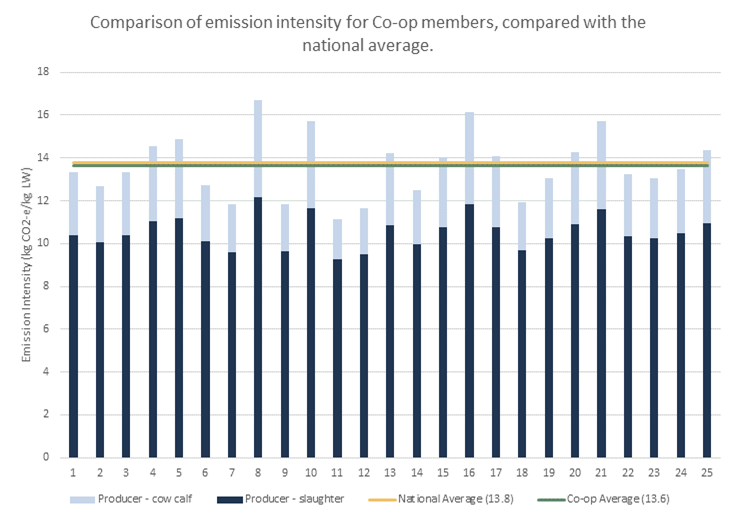 Comparison of emission intensity for Co-op members, compared with the
national average.
Emission Intensity (kg CO2-e/kg LW)
18
16
14
12
10
8
6
4
2
0
1 2 3 4 5 6 7 8 9 10 11 12 13 14 15 16 17 18 19 20 21 22 23 24 25
Producer - cow calf Producer - slaughter National Average (13.8) Co-op Average (13.6)